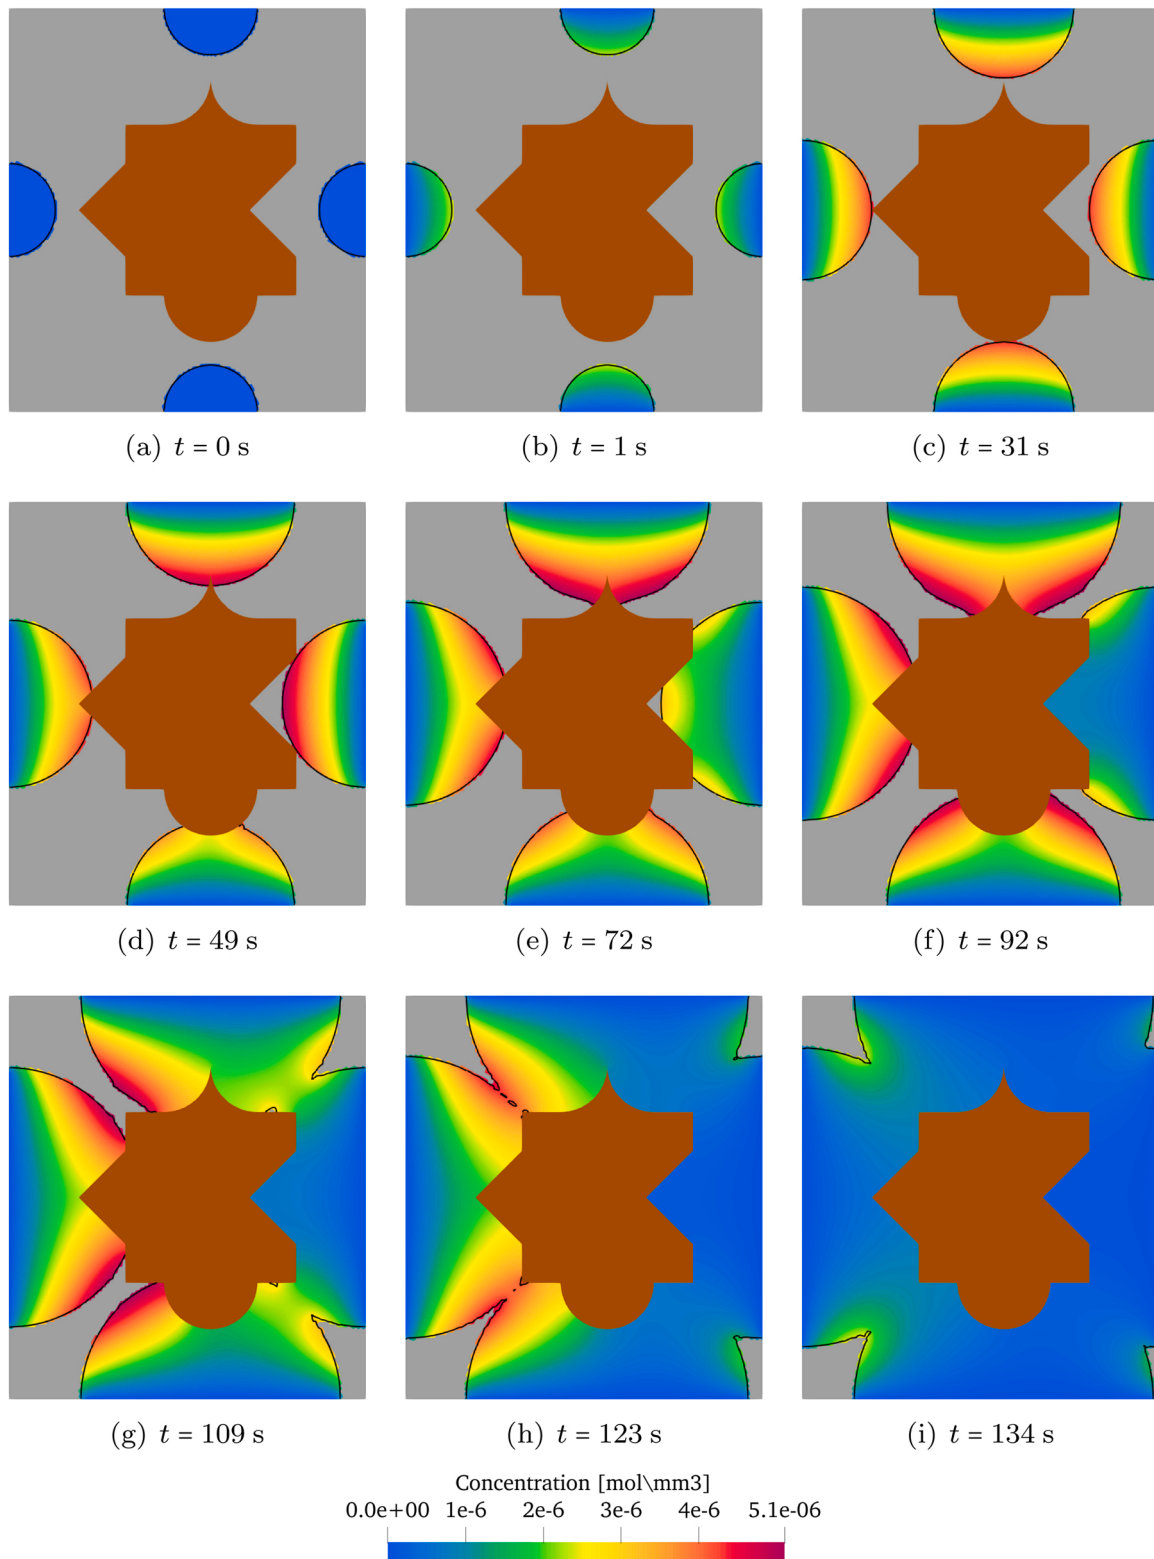 (a) t = 0 s
(b) t = 1 s
(c) t = 31 s
(d) t = 49 s
(e) t = 72 s
(f) t = 92 s
(g) t = 109 s
(h) t = 123 s
(i) t = 134 s
Concentration [mol\mm3]
0.0e+00 1e-6 2e-6 3e-6 4e-6 5.1e-06